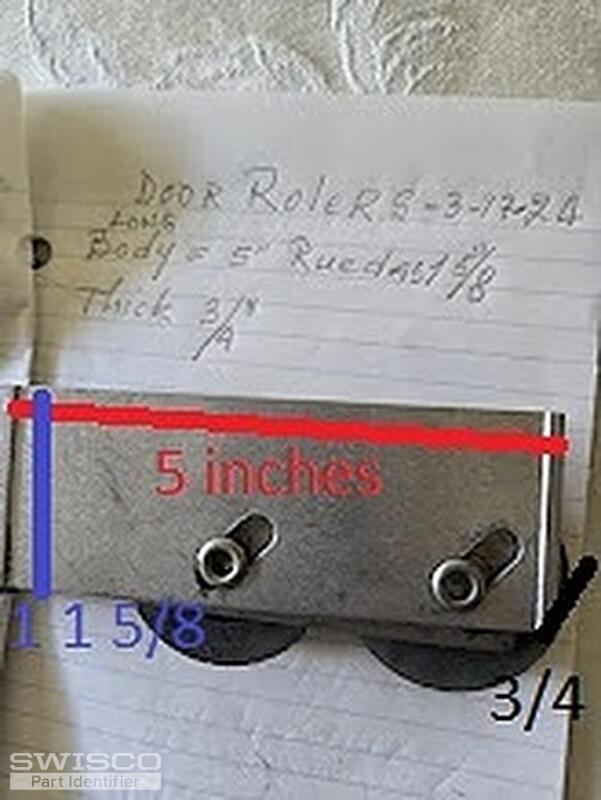 DOOR ROLERS-3-17-24
LONG
Body = 5" Ruedas 1 5/8
Thick 3/4"
5 inches
1 1 5/8
3/4
SWISCO
Part Identifier